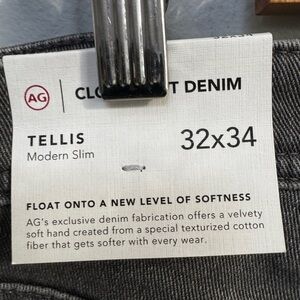 AG DENIM
TELLIS 32x34
Modern Slim
FLOAT ONTO A NEW LEVEL OF SOFTNESS
AG's exclusive denim fabrication offers a velvety
soft hand created from a special texturized cotton
fiber that gets softer with every wear.